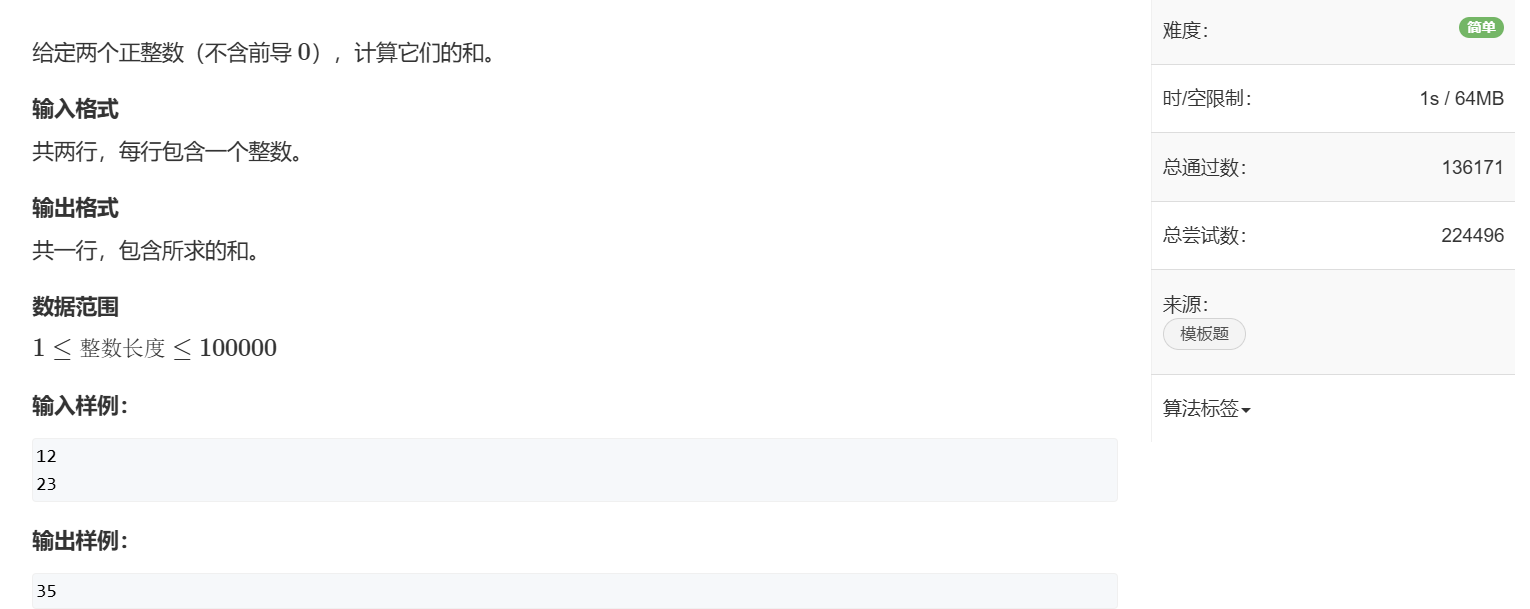 给定两个正整数（不含前导 0），计算它们的和。
输入格式
共两行，每行包含一个整数。
输出格式
共一行，包含所求的和。
数据范围
1 ≤ 整数长度 ≤ 100000
输入样例：
12
23
输出样例：
35
难度：
简单
时/空限制：
1s / 64MB
总通过数：
136171
总尝试数：
224496
来源：
模板题
算法标签